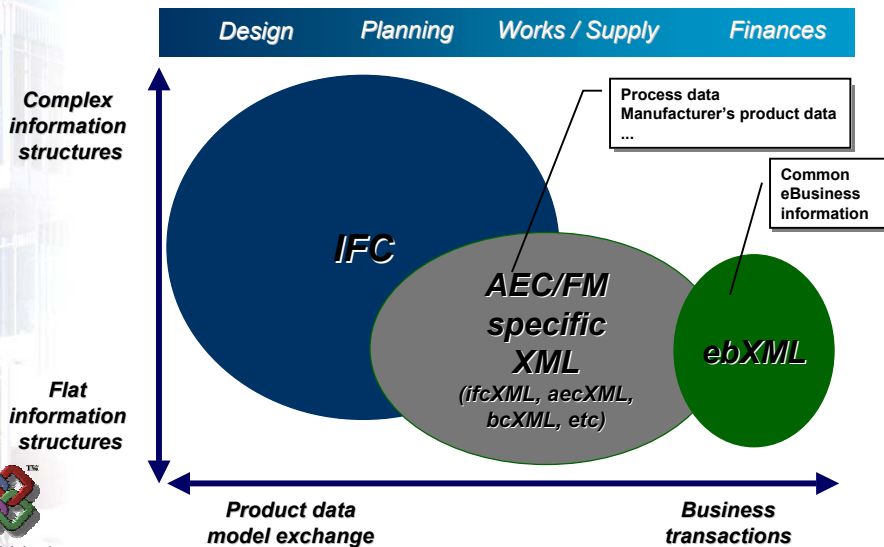 Design Planning Works / Supply Finances
Complex
information
structures
Process data
Manufacturer's product data
...
Common
eBusiness
information
IFC
AEC/FM
specific
XML
(ifcXML, aecXML,
bcXML, etc)
ebXML
Flat
information
structures
TM
Product data
model exchange
Business
transactions